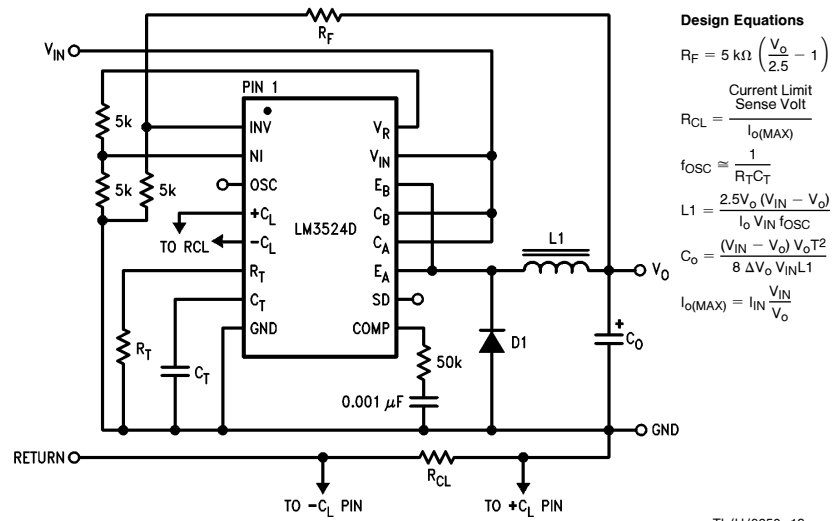 R_F
V_IN
PIN 1
5k
INV
V_R
NI
V_IN
5k
5k
OSC
E_B
+C_L
C_B
TO RCL
-C_L
LM3524D
C_A
L1
R_T
E_A
V_O
C_T
SD
GND
COMP
R_T
C_T
50k
D1
+
C_O
0.001 μF
GND
RETURN
R_CL
TO -C_L PIN
TO +C_L PIN
Design Equations
R_F = 5 kΩ (V_o/2.5 − 1)
R_CL = Current Limit Sense Volt / I_o(MAX)
f_OSC ≅ 1/(R_T C_T)
L1 = 2.5V_o (V_IN − V_o) / (I_o V_IN f_OSC)
C_o = (V_IN − V_o) V_o T² / (8 ΔV_o V_IN L1)
I_o(MAX) = I_IN V_IN/V_o